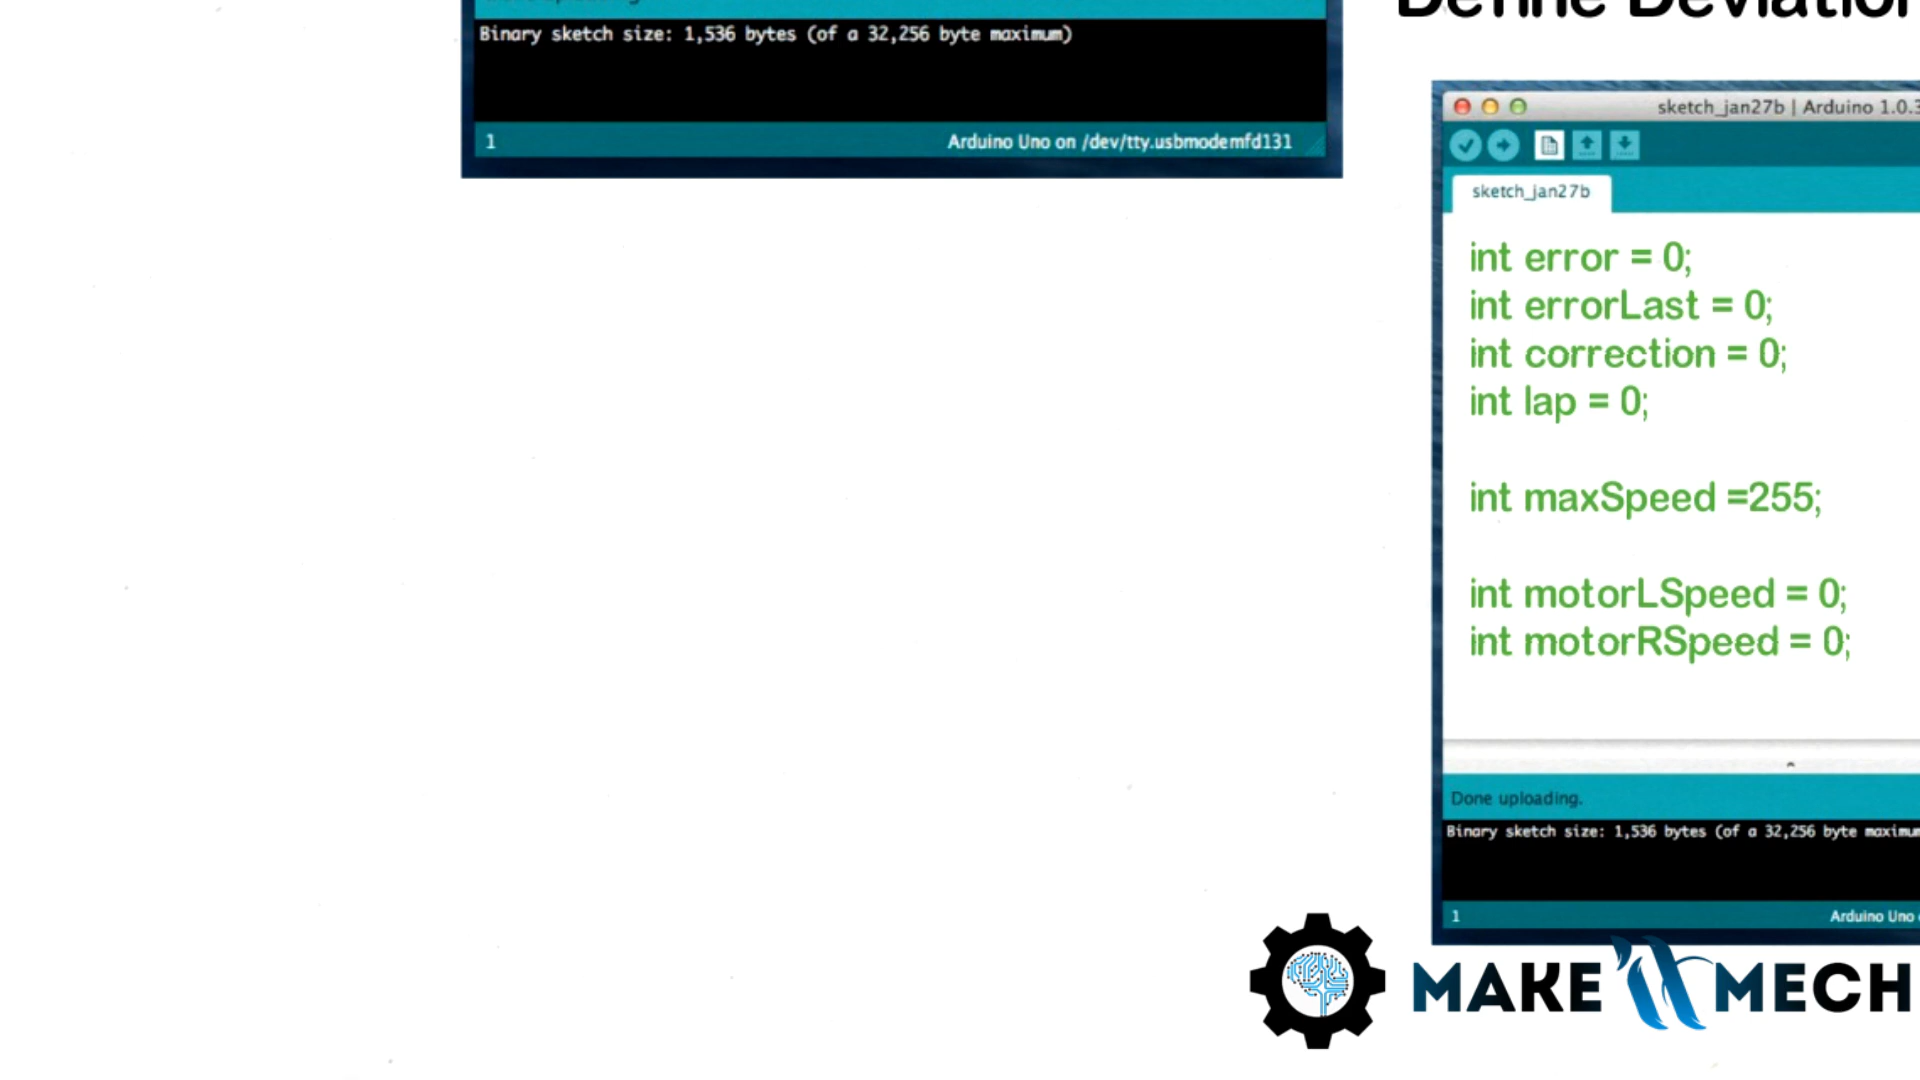 Binary sketch size: 1,536 bytes (of a 32,256 byte maximum)
1
Arduino Uno on /dev/tty.usbmodemfd131
Define
sketch_jan27b | Arduino 1.0.3
sketch_jan27b
int error = 0;
int errorLast = 0;
int correction = 0;
int lap = 0;
int maxSpeed =255;
int motorLSpeed = 0;
int motorRSpeed = 0;
Done uploading.
Binary sketch size: 1,536 bytes (of a 32,256 byte
1
Arduino Uno
MAKE MECH